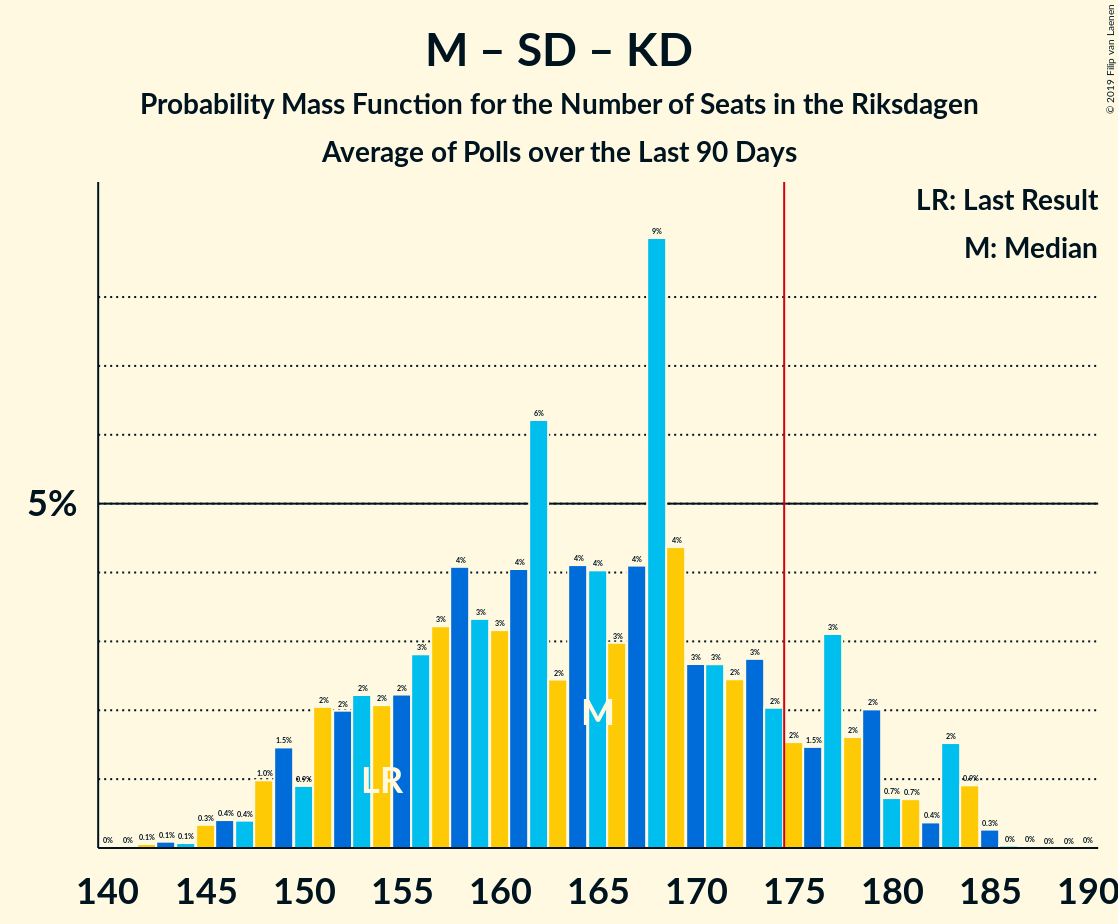 M – SD – KD
Probability Mass Function for the Number of Seats in the Riksdagen
Average of Polls over the Last 90 Days
© 2019 Filip van Laenen
LR: Last Result
M: Median
5%
0% 0% 0.1% 0.1% 0.1% 0.3% 0.4% 0.4% 1.0% 1.5% 0.9% 2% 2% 2% 2% 2% 3% 3% 4% 3% 3% 4% 6% 2% 4% 4% 3% 4% 9% 4% 3% 3% 2% 3% 2% 2% 1.5% 3% 2% 2% 0.7% 0.7% 0.4% 2% 0.9% 0.3% 0% 0% 0% 0% 0%
LR
M
140 145 150 155 160 165 170 175 180 185 190